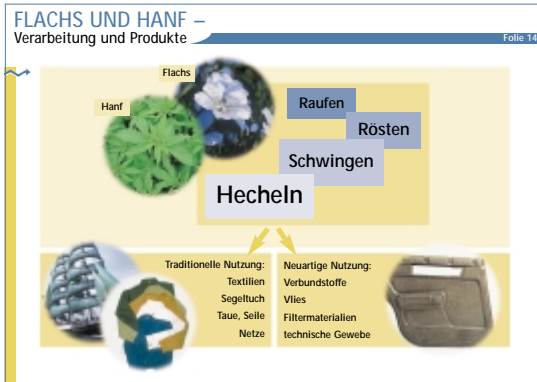 FLACHS UND HANF –
Verarbeitung und Produkte
Folie 14
Flachs
Hanf
Raufen
Rösten
Schwingen
Hecheln
Traditionelle Nutzung:
Textilien
Segeltuch
Taue, Seile
Netze
Neuartige Nutzung:
Verbundstoffe
Vlies
Filtermaterialien
technische Gewebe